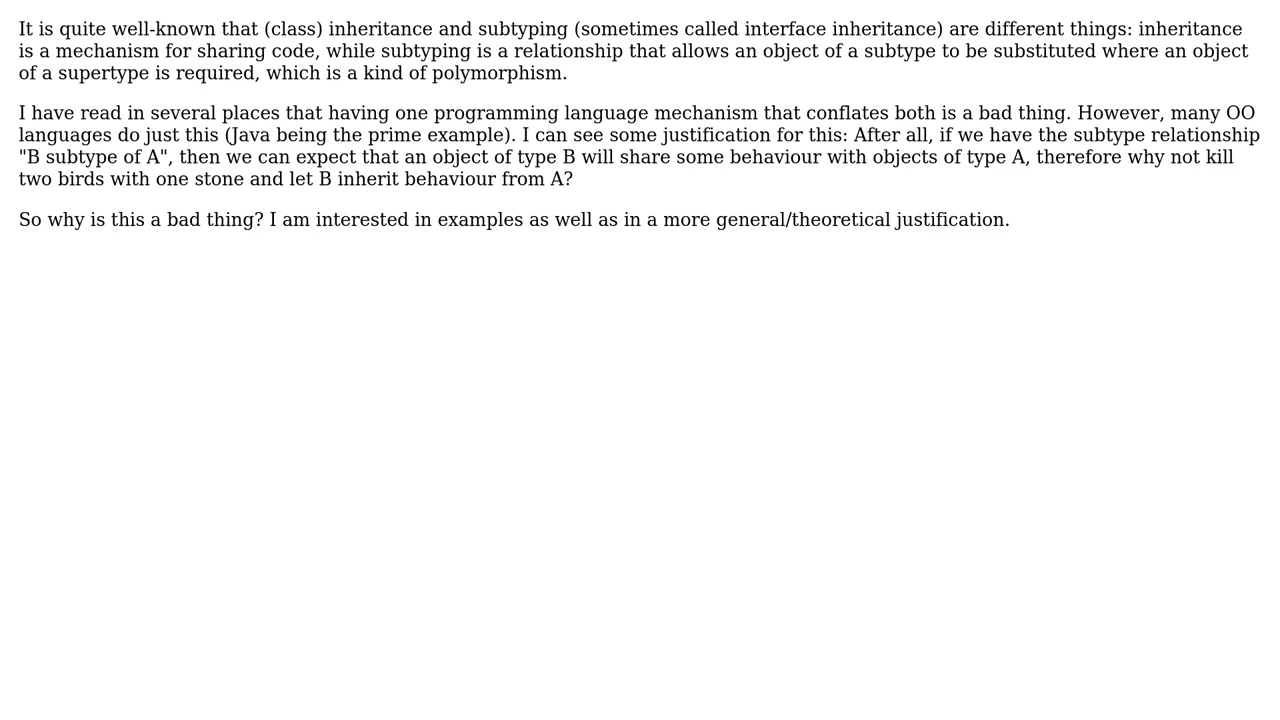 It is quite well-known that (class) inheritance and subtyping (sometimes called interface inheritance) are different things: inheritance
is a mechanism for sharing code, while subtyping is a relationship that allows an object of a subtype to be substituted where an object
of a supertype is required, which is a kind of polymorphism.
I have read in several places that having one programming language mechanism that conflates both is a bad thing. However, many OO
languages do just this (Java being the prime example). I can see some justification for this: After all, if we have the subtype relationship
"B subtype of A", then we can expect that an object of type B will share some behaviour with objects of type A, therefore why not kill
two birds with one stone and let B inherit behaviour from A?
So why is this a bad thing? I am interested in examples as well as in a more general/theoretical justification.